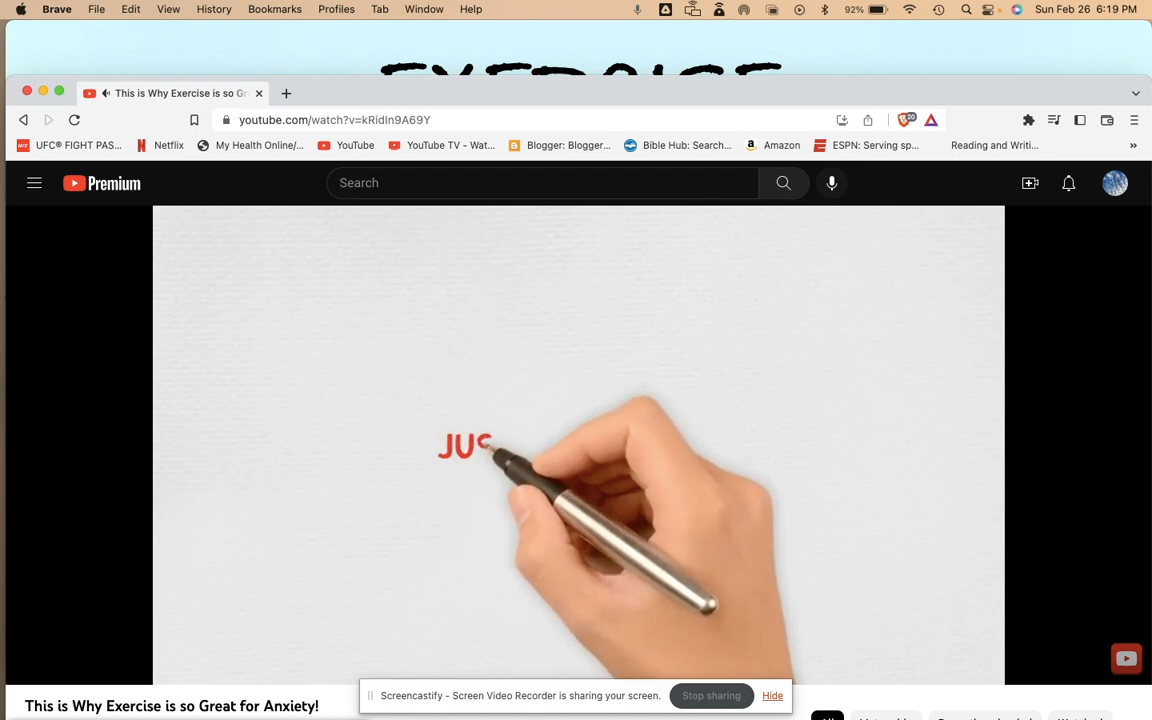 Brave File Edit View History Bookmarks Profiles Tab Window Help 92% Sun Feb 26 6:19 PM
EXERCISE
This is Why Exercise is so Gr
youtube.com/watch?v=kRidIn9A69Y 20
UFC® FIGHT PAS... Netflix My Health Online/... YouTube YouTube TV - Wat... Blogger: Blogger... Bible Hub: Search... Amazon ESPN: Serving sp... Reading and Writi... »
Premium Search
JUS
Screencastify - Screen Video Recorder is sharing your screen. Stop sharing Hide
This is Why Exercise is so Great for Anxiety!